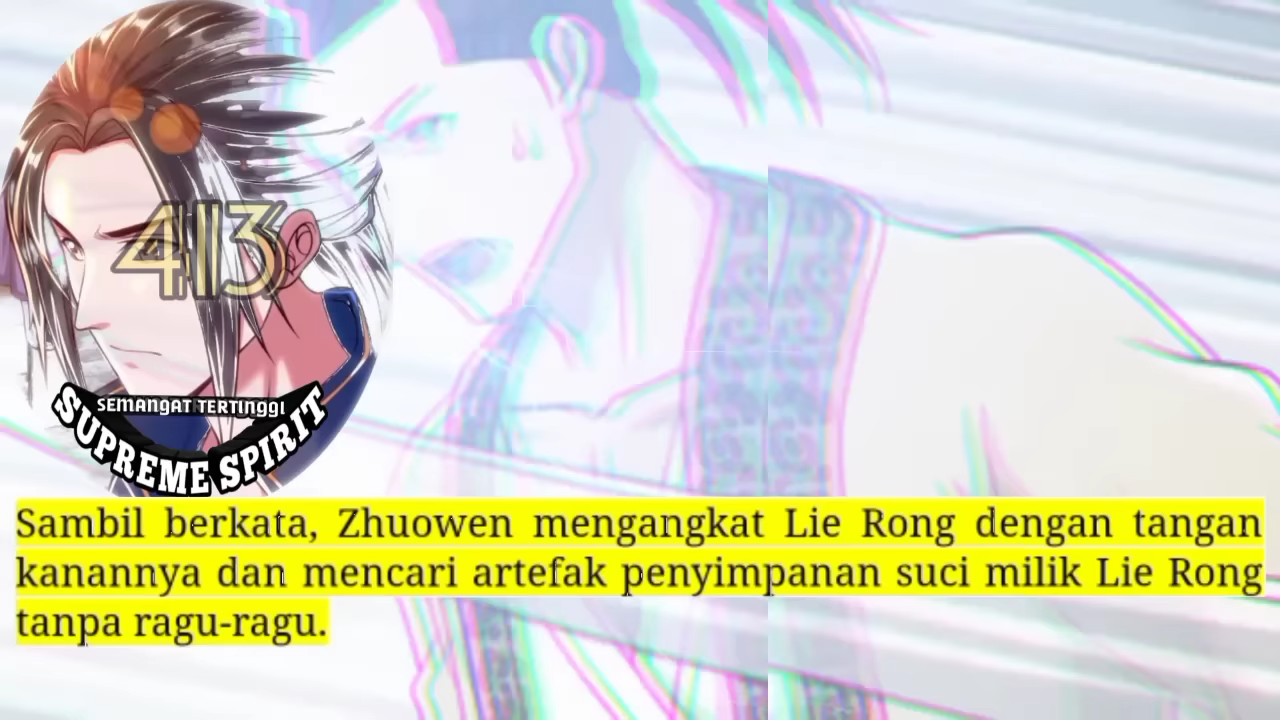 413
SEMANGAT TERTINGGI
SUPREME SPIRIT
Sambil berkata, Zhuowen mengangkat Lie Rong dengan tangan
kanannya dan mencari artefak penyimpanan suci milik Lie Rong
tanpa ragu-ragu.